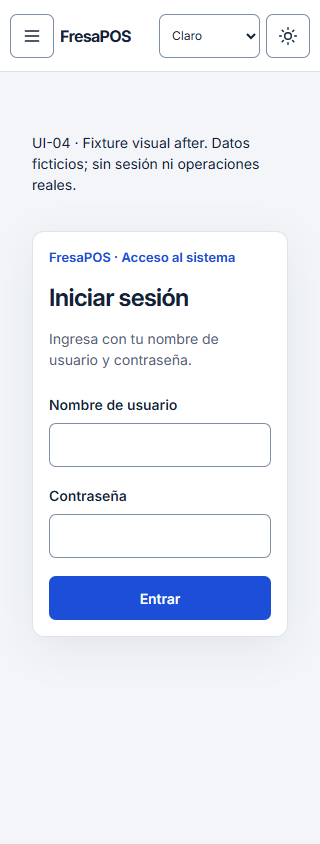 FresaPOS
Claro
UI-04 · Fixture visual after. Datos
ficticios; sin sesión ni operaciones
reales.
FresaPOS · Acceso al sistema
Iniciar sesión
Ingresa con tu nombre de
usuario y contraseña.
Nombre de usuario
Contraseña
Entrar